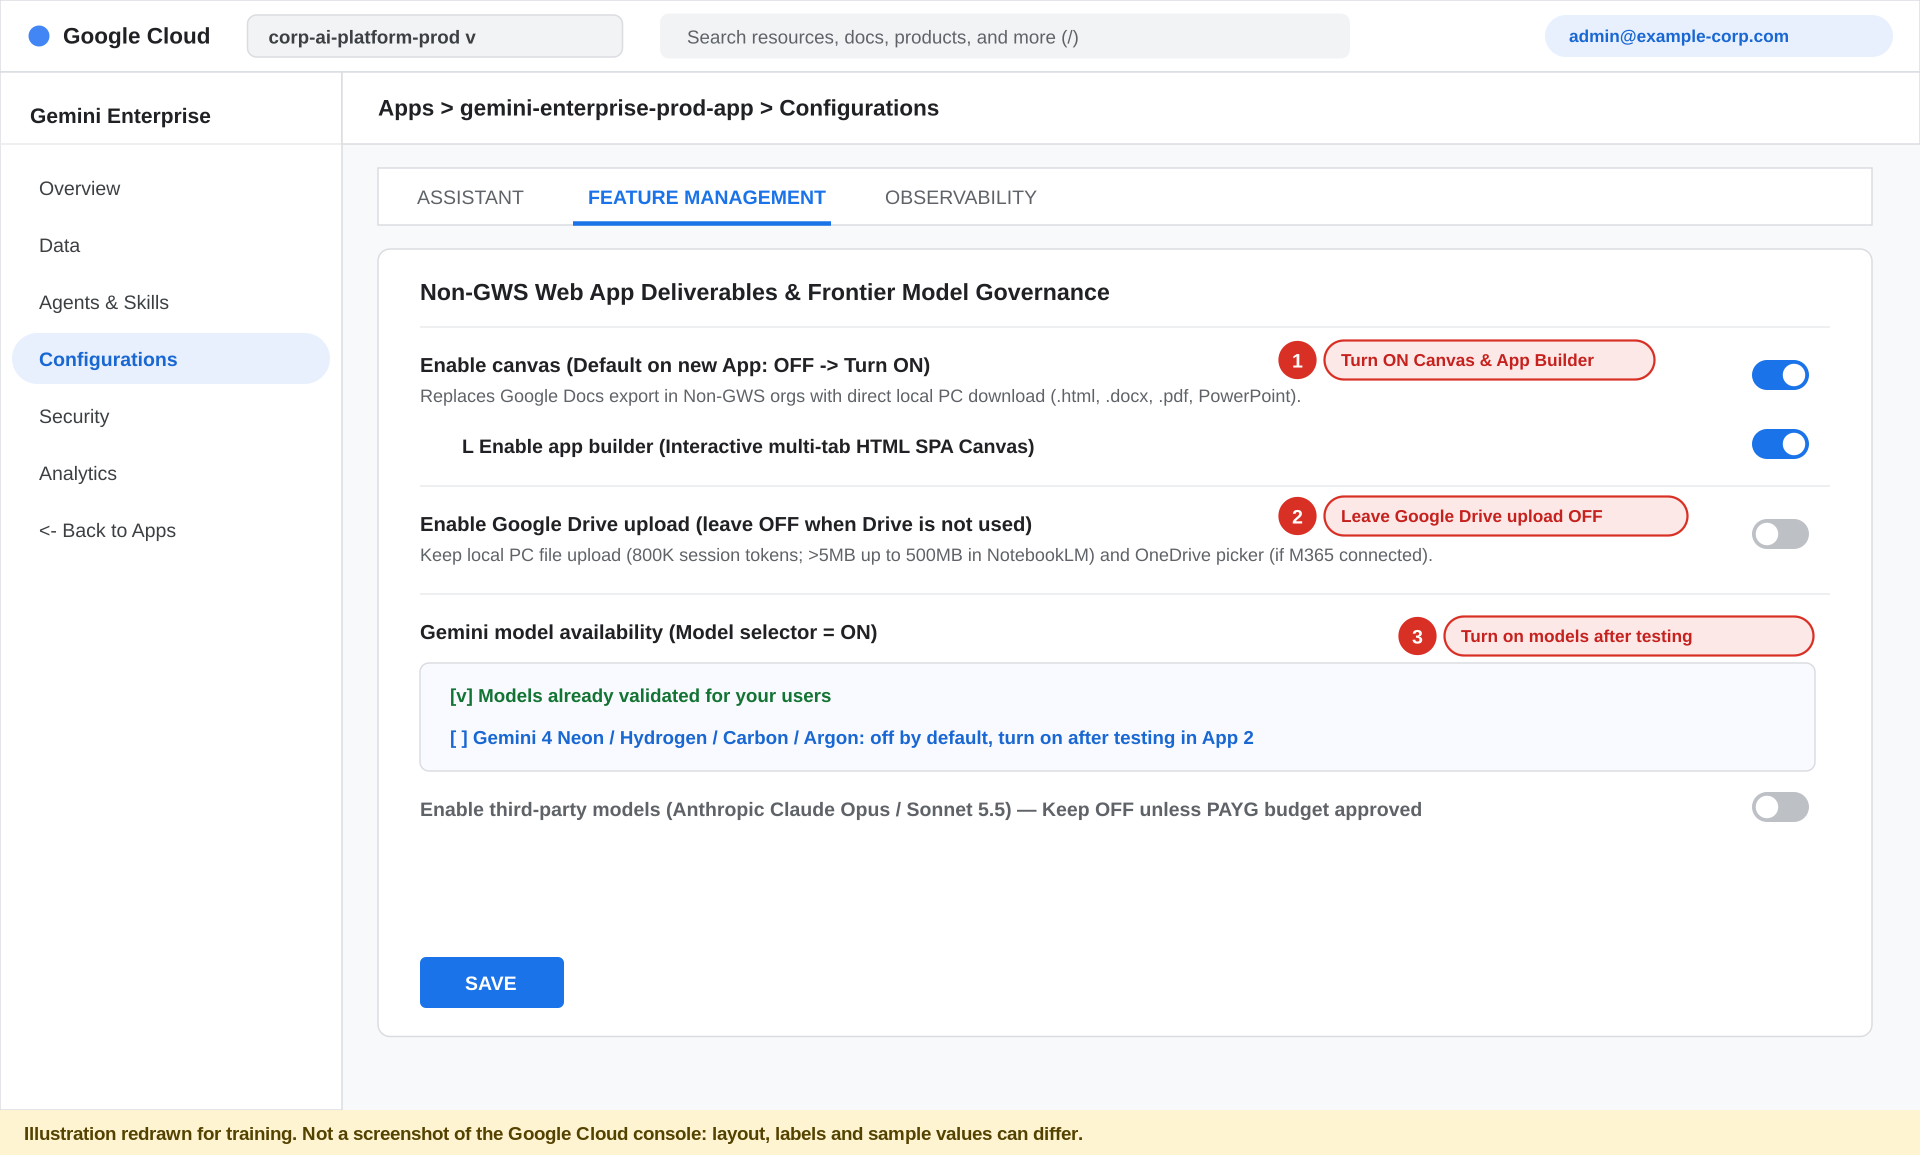 Google Cloud
corp-ai-platform-prod v
Search resources, docs, products, and more (/)
admin@example-corp.com
Gemini Enterprise
Apps > gemini-enterprise-prod-app > Configurations
Overview
Data
Agents & Skills
Configurations
Security
Analytics
<- Back to Apps
ASSISTANT
FEATURE MANAGEMENT
OBSERVABILITY
Non-GWS Web App Deliverables & Frontier Model Governance
Enable canvas (Default on new App: OFF -> Turn ON)
1
Turn ON Canvas & App Builder
Replaces Google Docs export in Non-GWS orgs with direct local PC download (.html, .docx, .pdf, PowerPoint).
L Enable app builder (Interactive multi-tab HTML SPA Canvas)
Enable Google Drive upload (leave OFF when Drive is not used)
2
Leave Google Drive upload OFF
Keep local PC file upload (800K session tokens; >5MB up to 500MB in NotebookLM) and OneDrive picker (if M365 connected).
Gemini model availability (Model selector = ON)
3
Turn on models after testing
[v] Models already validated for your users
[ ] Gemini 4 Neon / Hydrogen / Carbon / Argon: off by default, turn on after testing in App 2
Enable third-party models (Anthropic Claude Opus / Sonnet 5.5) — Keep OFF unless PAYG budget approved
SAVE
Illustration redrawn for training. Not a screenshot of the Google Cloud console: layout, labels and sample values can differ.